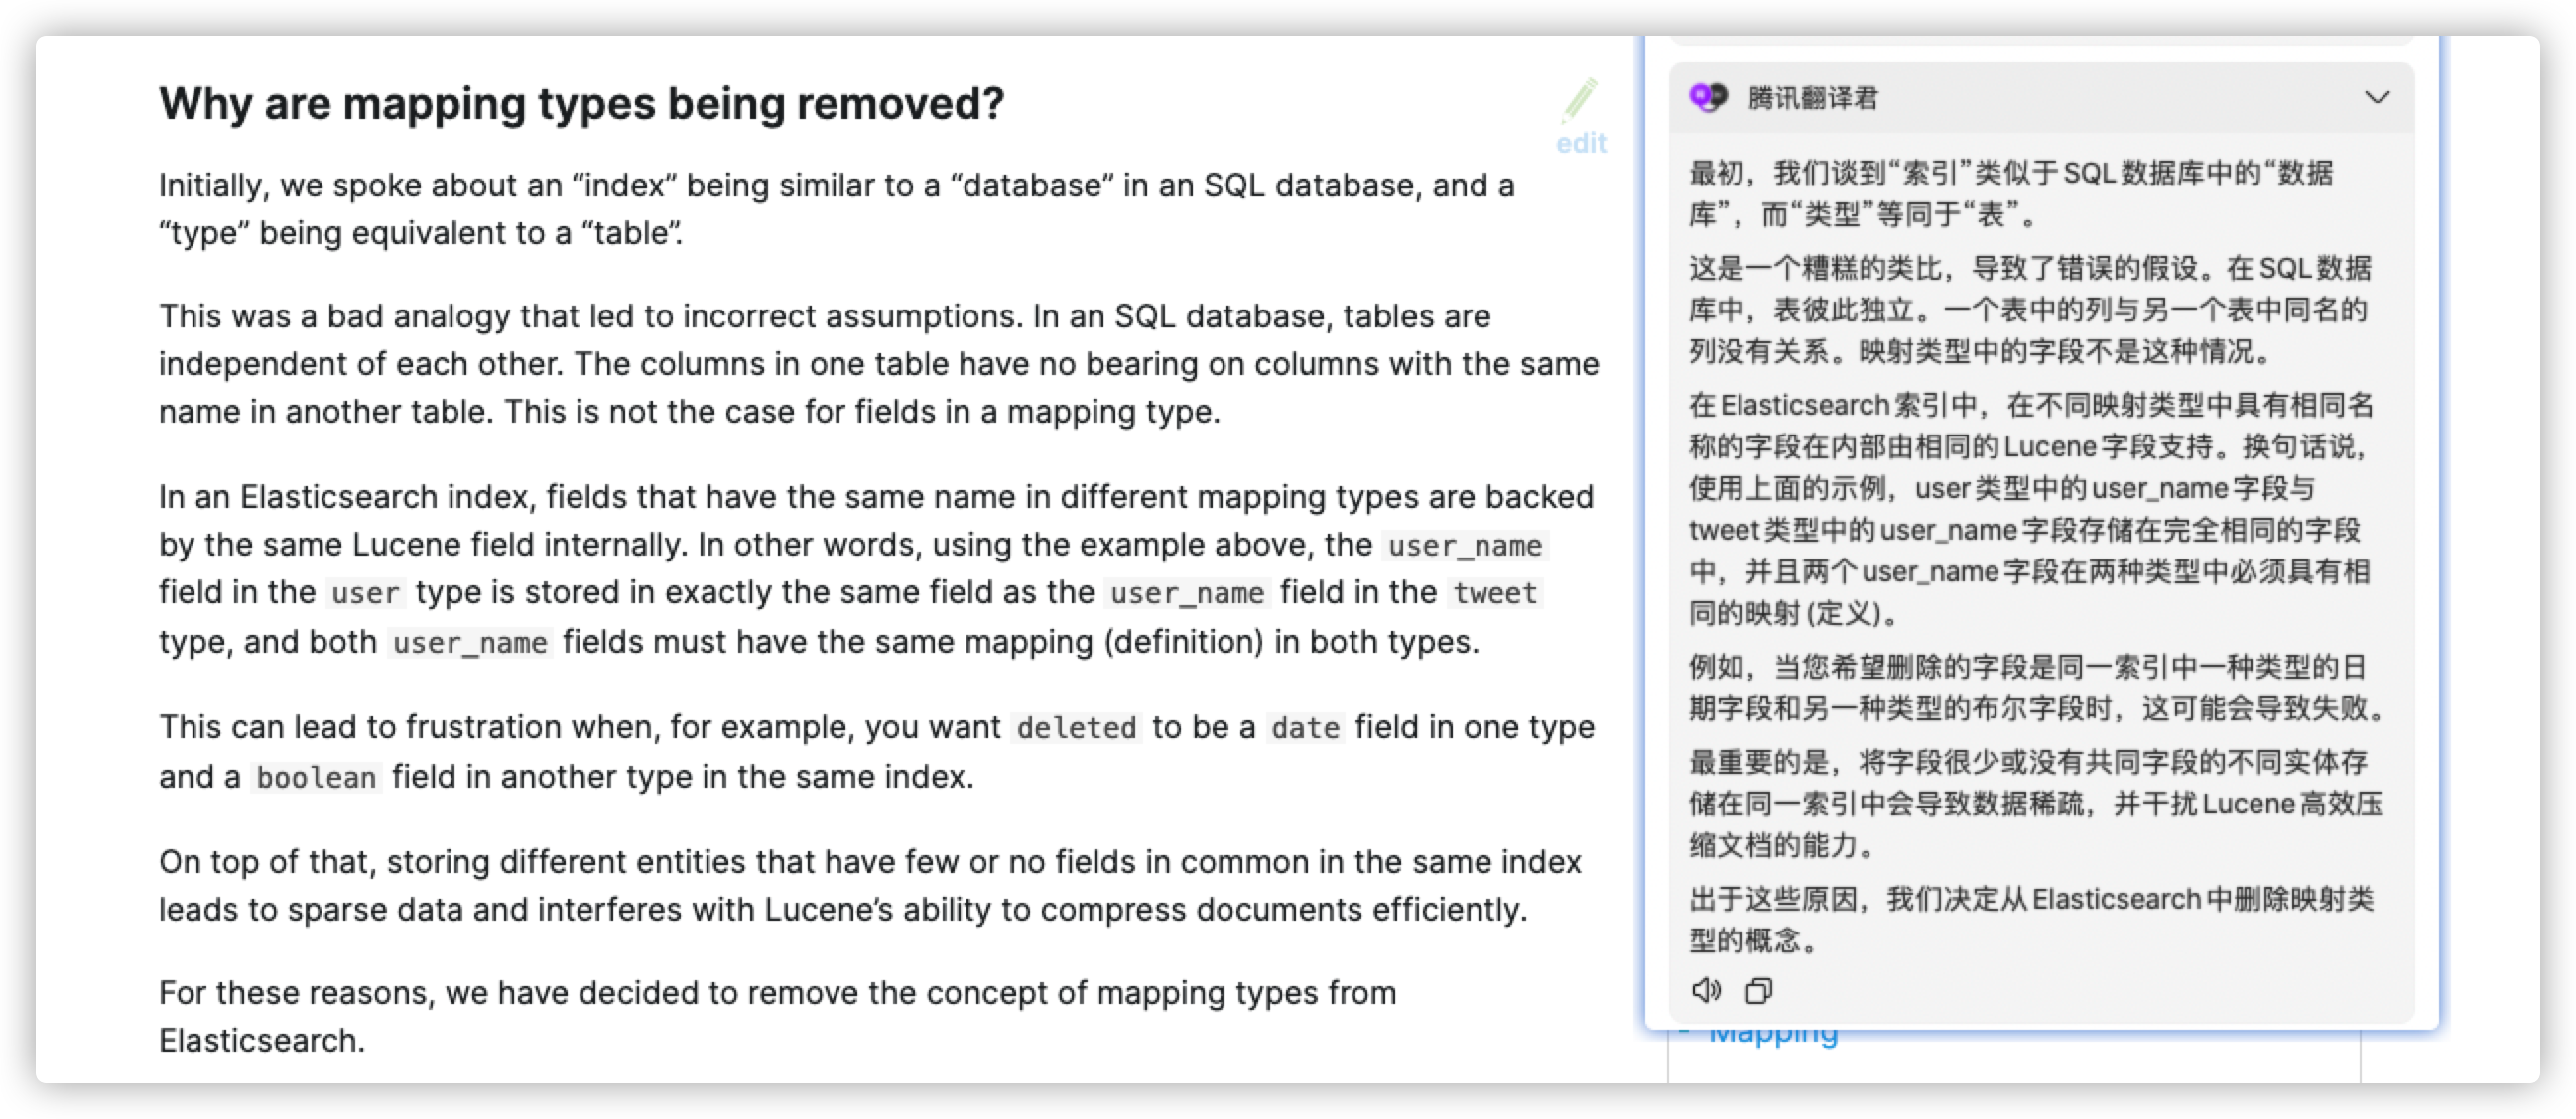 Why are mapping types being removed?
edit
Initially, we spoke about an “index” being similar to a “database” in an SQL database, and a
“type” being equivalent to a “table”.
This was a bad analogy that led to incorrect assumptions. In an SQL database, tables are
independent of each other. The columns in one table have no bearing on columns with the same
name in another table. This is not the case for fields in a mapping type.
In an Elasticsearch index, fields that have the same name in different mapping types are backed
by the same Lucene field internally. In other words, using the example above, the user_name
field in the user type is stored in exactly the same field as the user_name field in the tweet
type, and both user_name fields must have the same mapping (definition) in both types.
This can lead to frustration when, for example, you want deleted to be a date field in one type
and a boolean field in another type in the same index.
On top of that, storing different entities that have few or no fields in common in the same index
leads to sparse data and interferes with Lucene’s ability to compress documents efficiently.
For these reasons, we have decided to remove the concept of mapping types from
Elasticsearch.
腾讯翻译君
最初，我们谈到“索引”类似于SQL数据库中的“数据
库”，而“类型”等同于“表”。
这是一个糟糕的类比，导致了错误的假设。在SQL数据
库中，表彼此独立。一个表中的列与另一个表中同名的
列没有关系。映射类型中的字段不是这种情况。
在Elasticsearch索引中，在不同映射类型中具有相同名
称的字段在内部由相同的Lucene字段支持。换句话说，
使用上面的示例，user类型中的user_name字段与
tweet类型中的user_name字段存储在完全相同的字段
中，并且两个user_name字段在两种类型中必须具有相
同的映射(定义)。
例如，当您希望删除的字段是同一索引中一种类型的日
期字段和另一种类型的布尔字段时，这可能会导致失败。
最重要的是，将字段很少或没有共同字段的不同实体存
储在同一索引中会导致数据稀疏，并干扰Lucene高效压
缩文档的能力。
出于这些原因，我们决定从Elasticsearch中删除映射类
型的概念。
Mapping